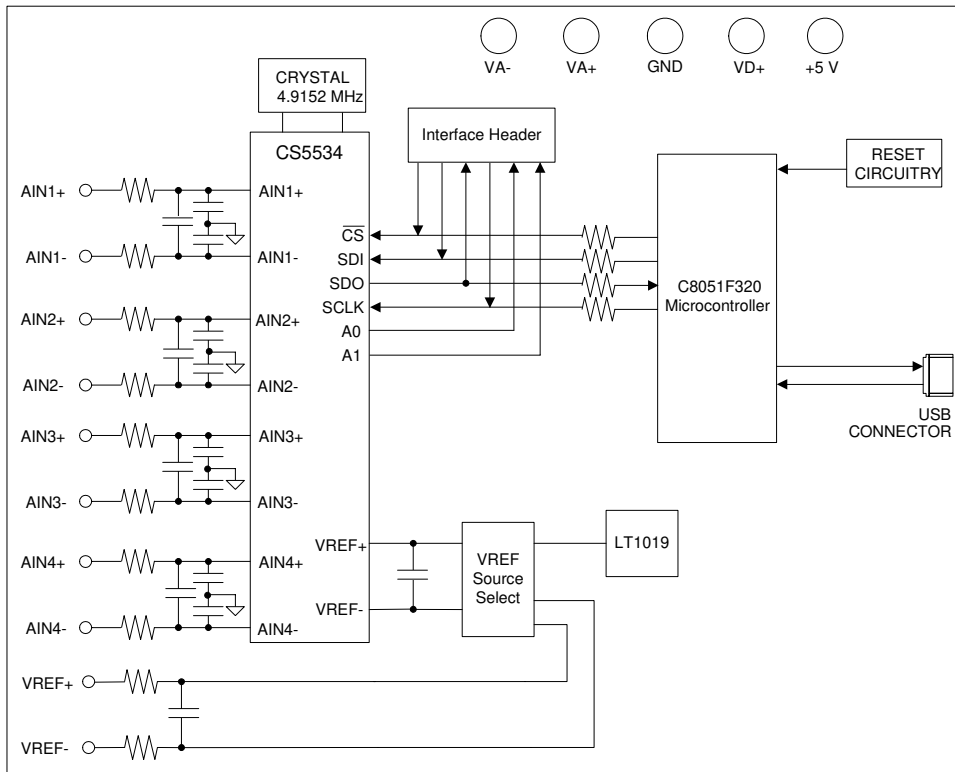 VA-
VA+
GND
VD+
+5 V
CRYSTAL
4.9152 MHz
CS5534
Interface Header
RESET
CIRCUITRY
AIN1+
AIN1+
AIN1-
AIN1-
AIN2+
AIN2+
AIN2-
AIN2-
AIN3+
AIN3+
AIN3-
AIN3-
AIN4+
AIN4+
AIN4-
AIN4-
CS
SDI
SDO
SCLK
A0
A1
C8051F320
Microcontroller
USB
CONNECTOR
VREF+
VREF-
VREF
Source
Select
LT1019
VREF+
VREF-